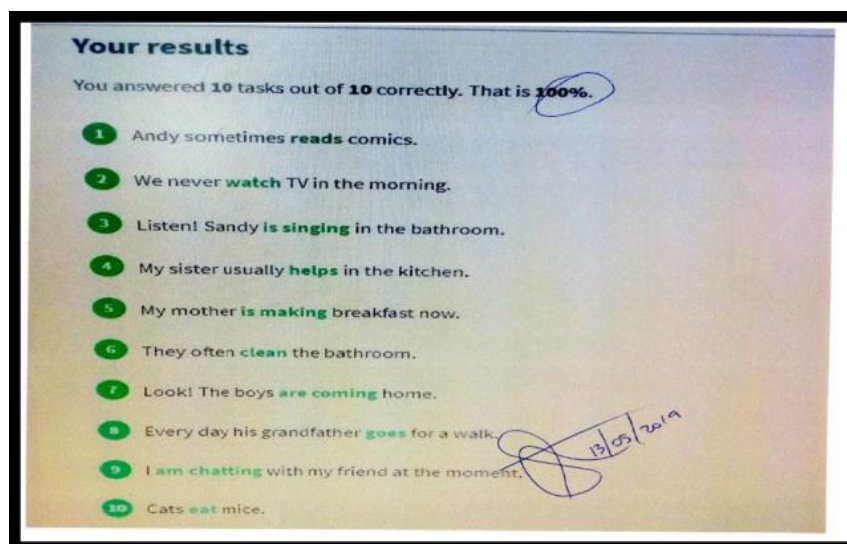 Your results
You answered 10 tasks out of 10 correctly. That is 100%.
1 Andy sometimes reads comics.
2 We never watch TV in the morning.
3 Listen! Sandy is singing in the bathroom.
4 My sister usually helps in the kitchen.
5 My mother is making breakfast now.
6 They often clean the bathroom.
7 Look! The boys are coming home.
8 Every day his grandfather goes for a walk.
13/05/2019
9 I am chatting with my friend at the moment.
10 Cats eat mice.